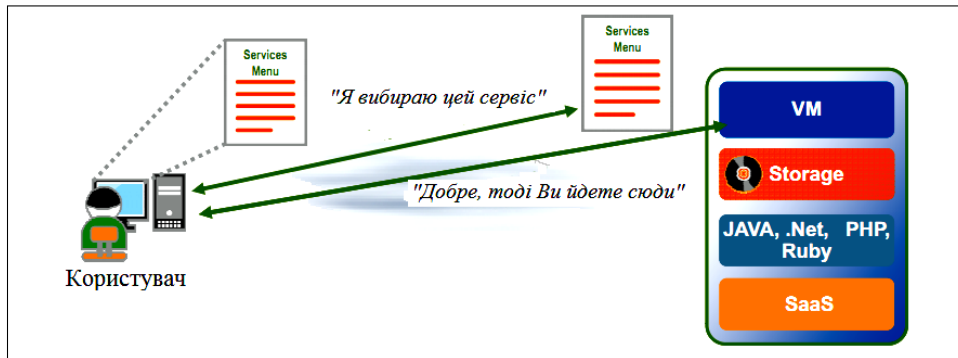 Services
Menu
Services
Menu
"Я вибираю цей сервіс"
VM
"Добре, тоді Ви йдете сюди"
Storage
JAVA, .Net, PHP,
Ruby
SaaS
Користувач